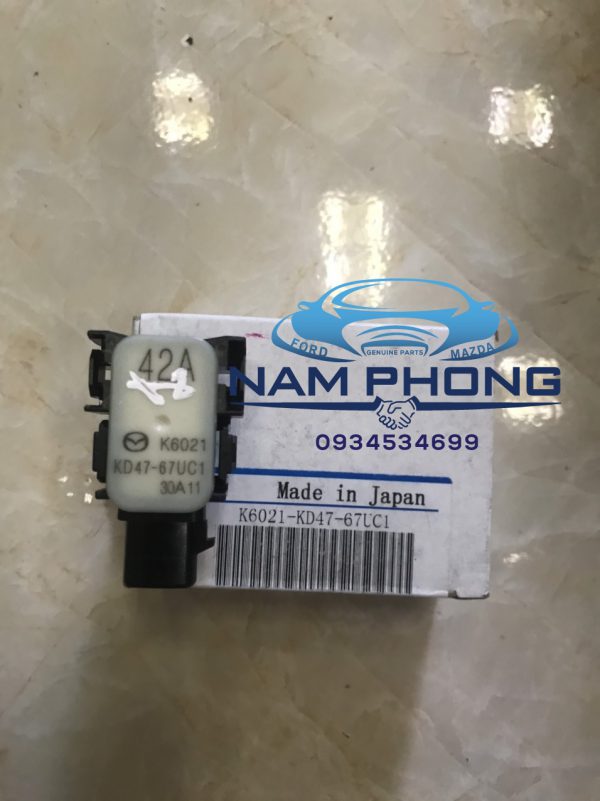 FORD
GENUINE PARTS
MAZDA
NAM PHONG
0934534699
42A
K6021
KD47-67UC1
30A11
Made in Japan
K6021-KD47-67UC1